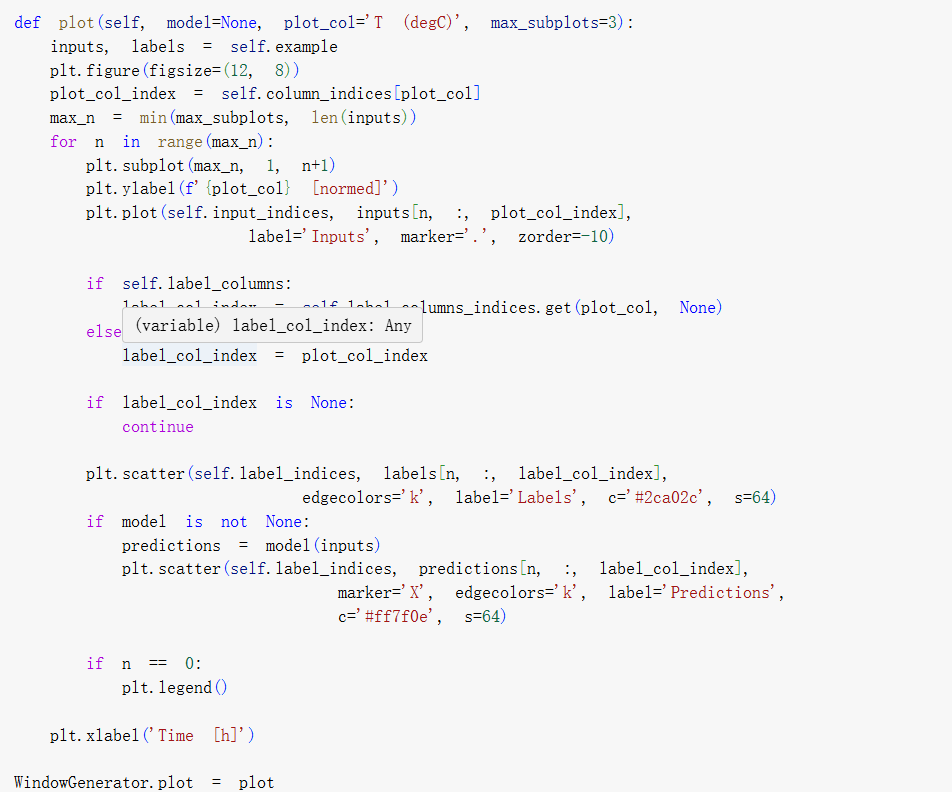 def plot(self, model=None, plot_col='T (degC)', max_subplots=3):
    inputs, labels = self.example
    plt.figure(figsize=(12, 8))
    plot_col_index = self.column_indices[plot_col]
    max_n = min(max_subplots, len(inputs))
    for n in range(max_n):
        plt.subplot(max_n, 1, n+1)
        plt.ylabel(f'{plot_col} [normed]')
        plt.plot(self.input_indices, inputs[n, :, plot_col_index],
                 label='Inputs', marker='.', zorder=-10)
        if self.label_columns:
            label_col_index = self.label_columns_indices.get(plot_col, None)
(variable) label_col_index: Any
        else
            label_col_index = plot_col_index
        if label_col_index is None:
            continue
        plt.scatter(self.label_indices, labels[n, :, label_col_index],
                    edgecolors='k', label='Labels', c='#2ca02c', s=64)
        if model is not None:
            predictions = model(inputs)
            plt.scatter(self.label_indices, predictions[n, :, label_col_index],
                        marker='X', edgecolors='k', label='Predictions',
                        c='#ff7f0e', s=64)
        if n == 0:
            plt.legend()
    plt.xlabel('Time [h]')
WindowGenerator.plot = plot